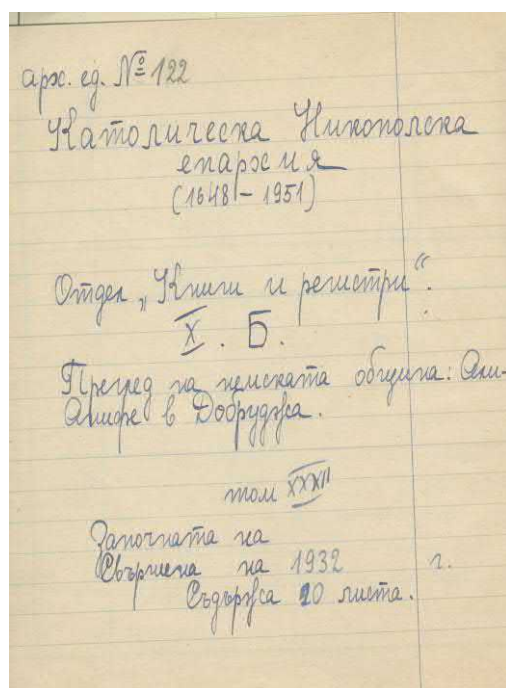 арх. ед. № 122
Католическа Никополска
епархия
(1648 – 1951)
Отдел „Книги и регистри“.
X . Б .
Преглед на немската община: Али-
Анифе в Добруджа.
том XXXII
Започната на
Свършена на 1932 г.
Съдържа 20 листа.